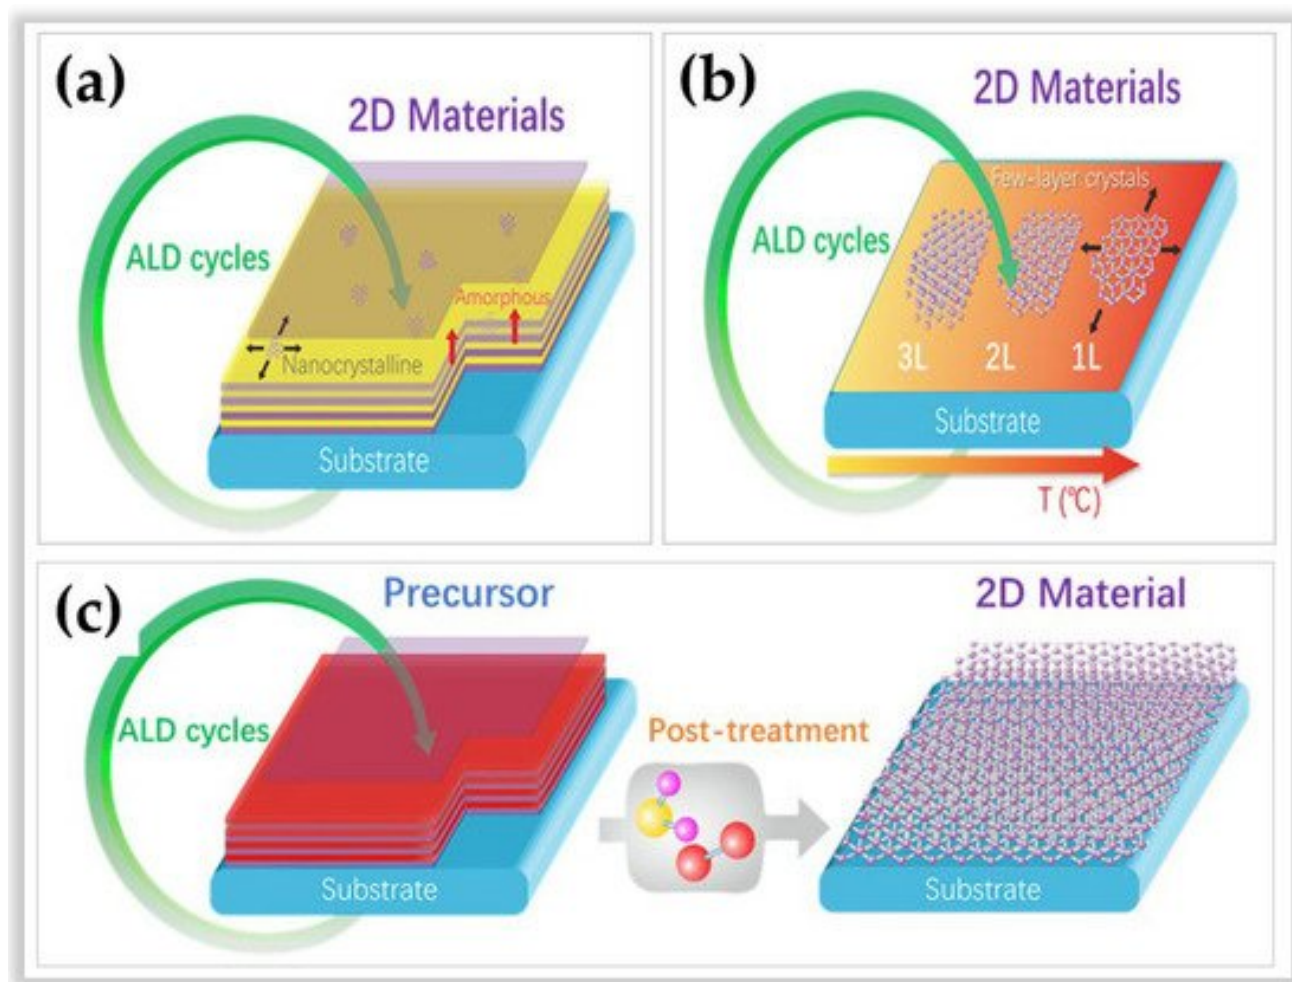 (a)
2D Materials
ALD cycles
Amorphous
Nanocrystalline
Substrate
(b)
2D Materials
Few-layer crystals
ALD cycles
3L 2L 1L
Substrate
T (°C)
(c)
Precursor
2D Material
ALD cycles
Post-treatment
Substrate
Substrate